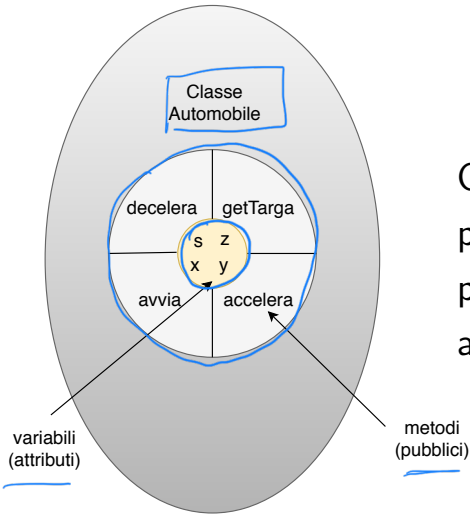 Classe
Automobile
decelera getTarga
s z
x y
avvia accelera
variabili
(attributi)
metodi
(pubblici)